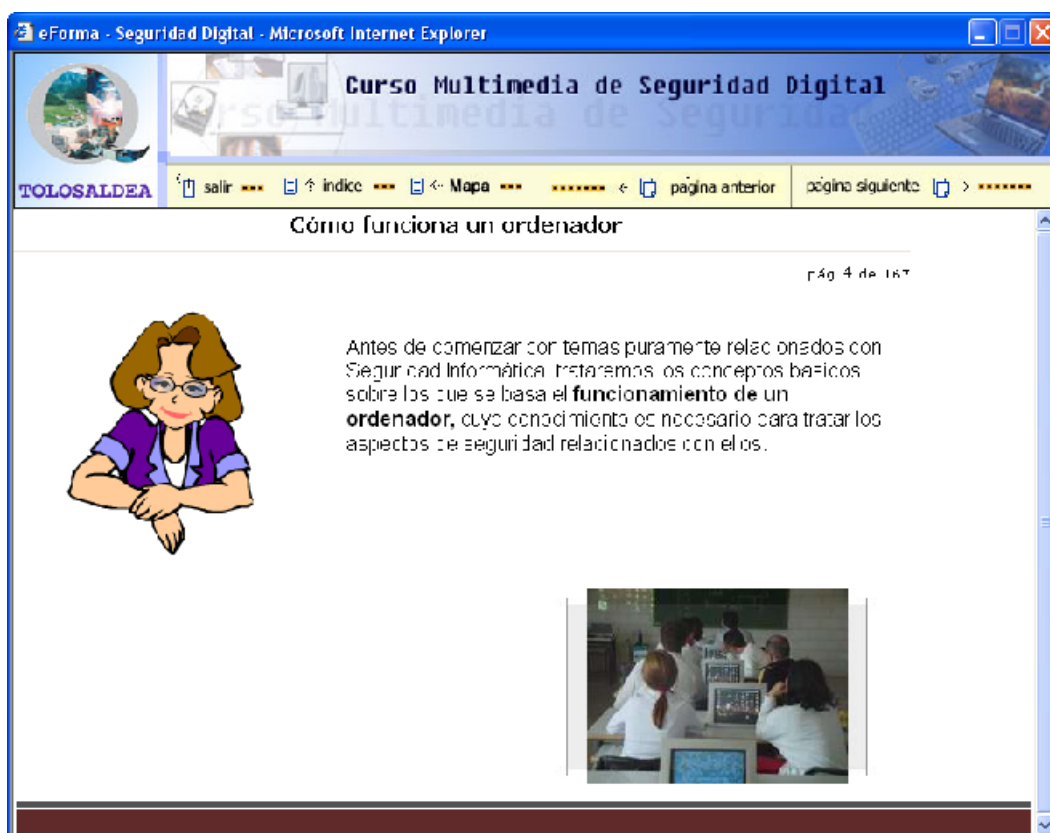 eForma - Seguridad Digital - Microsoft Internet Explorer
Curso Multimedia de Seguridad Digital
TOLOSALDEA
salir
índice
Mapa
página anterior
página siguiente
Cómo funciona un ordenador
pág 4 de 167
Antes de comenzar con temas puramente relacionados con
Seguridad Informática, trataremos los conceptos básicos
sobre los que se basa el funcionamiento de un
ordenador, cuyo conocimiento es necesario para tratar los
aspectos de seguridad relacionados con ellos.